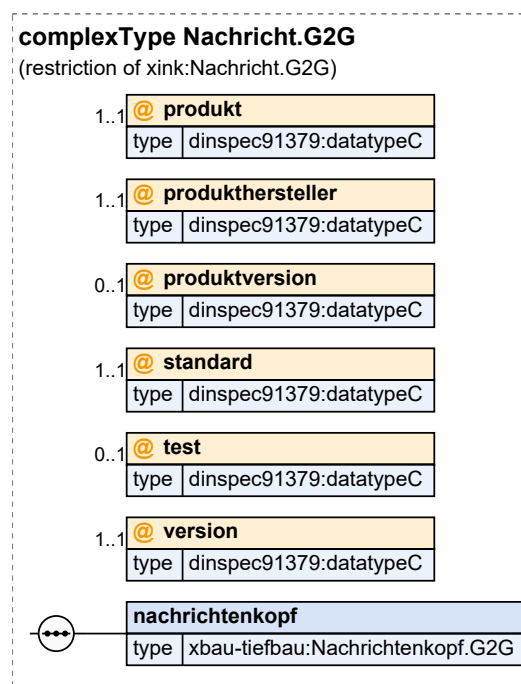 complexType Nachricht.G2G
(restriction of xink:Nachricht.G2G)
1..1 @ produkt
type dinspec91379:datatypeC
1..1 @ produkthersteller
type dinspec91379:datatypeC
0..1 @ produktversion
type dinspec91379:datatypeC
1..1 @ standard
type dinspec91379:datatypeC
0..1 @ test
type dinspec91379:datatypeC
1..1 @ version
type dinspec91379:datatypeC
nachrichtenkopf
type xbau-tiefbau:Nachrichtenkopf.G2G